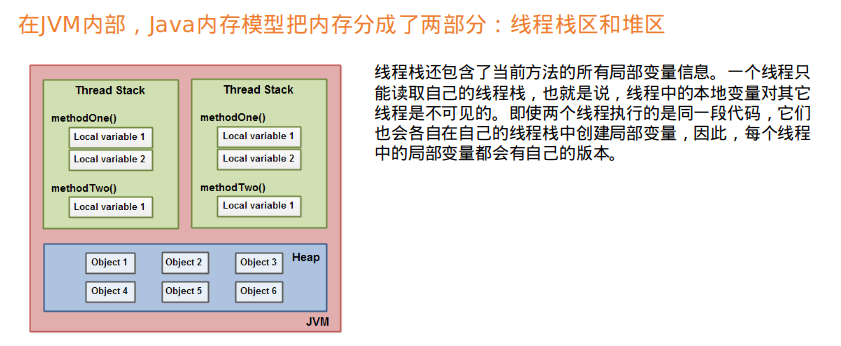 在JVM内部，Java内存模型把内存分成了两部分：线程栈区和堆区
Thread Stack
methodOne()
Local variable 1
Local variable 2
methodTwo()
Local variable 1
Thread Stack
methodOne()
Local variable 1
Local variable 2
methodTwo()
Local variable 1
Heap
Object 1
Object 2
Object 3
Object 4
Object 5
Object 6
JVM
线程栈还包含了当前方法的所有局部变量信息。一个线程只
能读取自己的线程栈，也就是说，线程中的本地变量对其它
线程是不可见的。即使两个线程执行的是同一段代码，它们
也会各自在自己的线程栈中创建局部变量，因此，每个线程
中的局部变量都会有自己的版本。